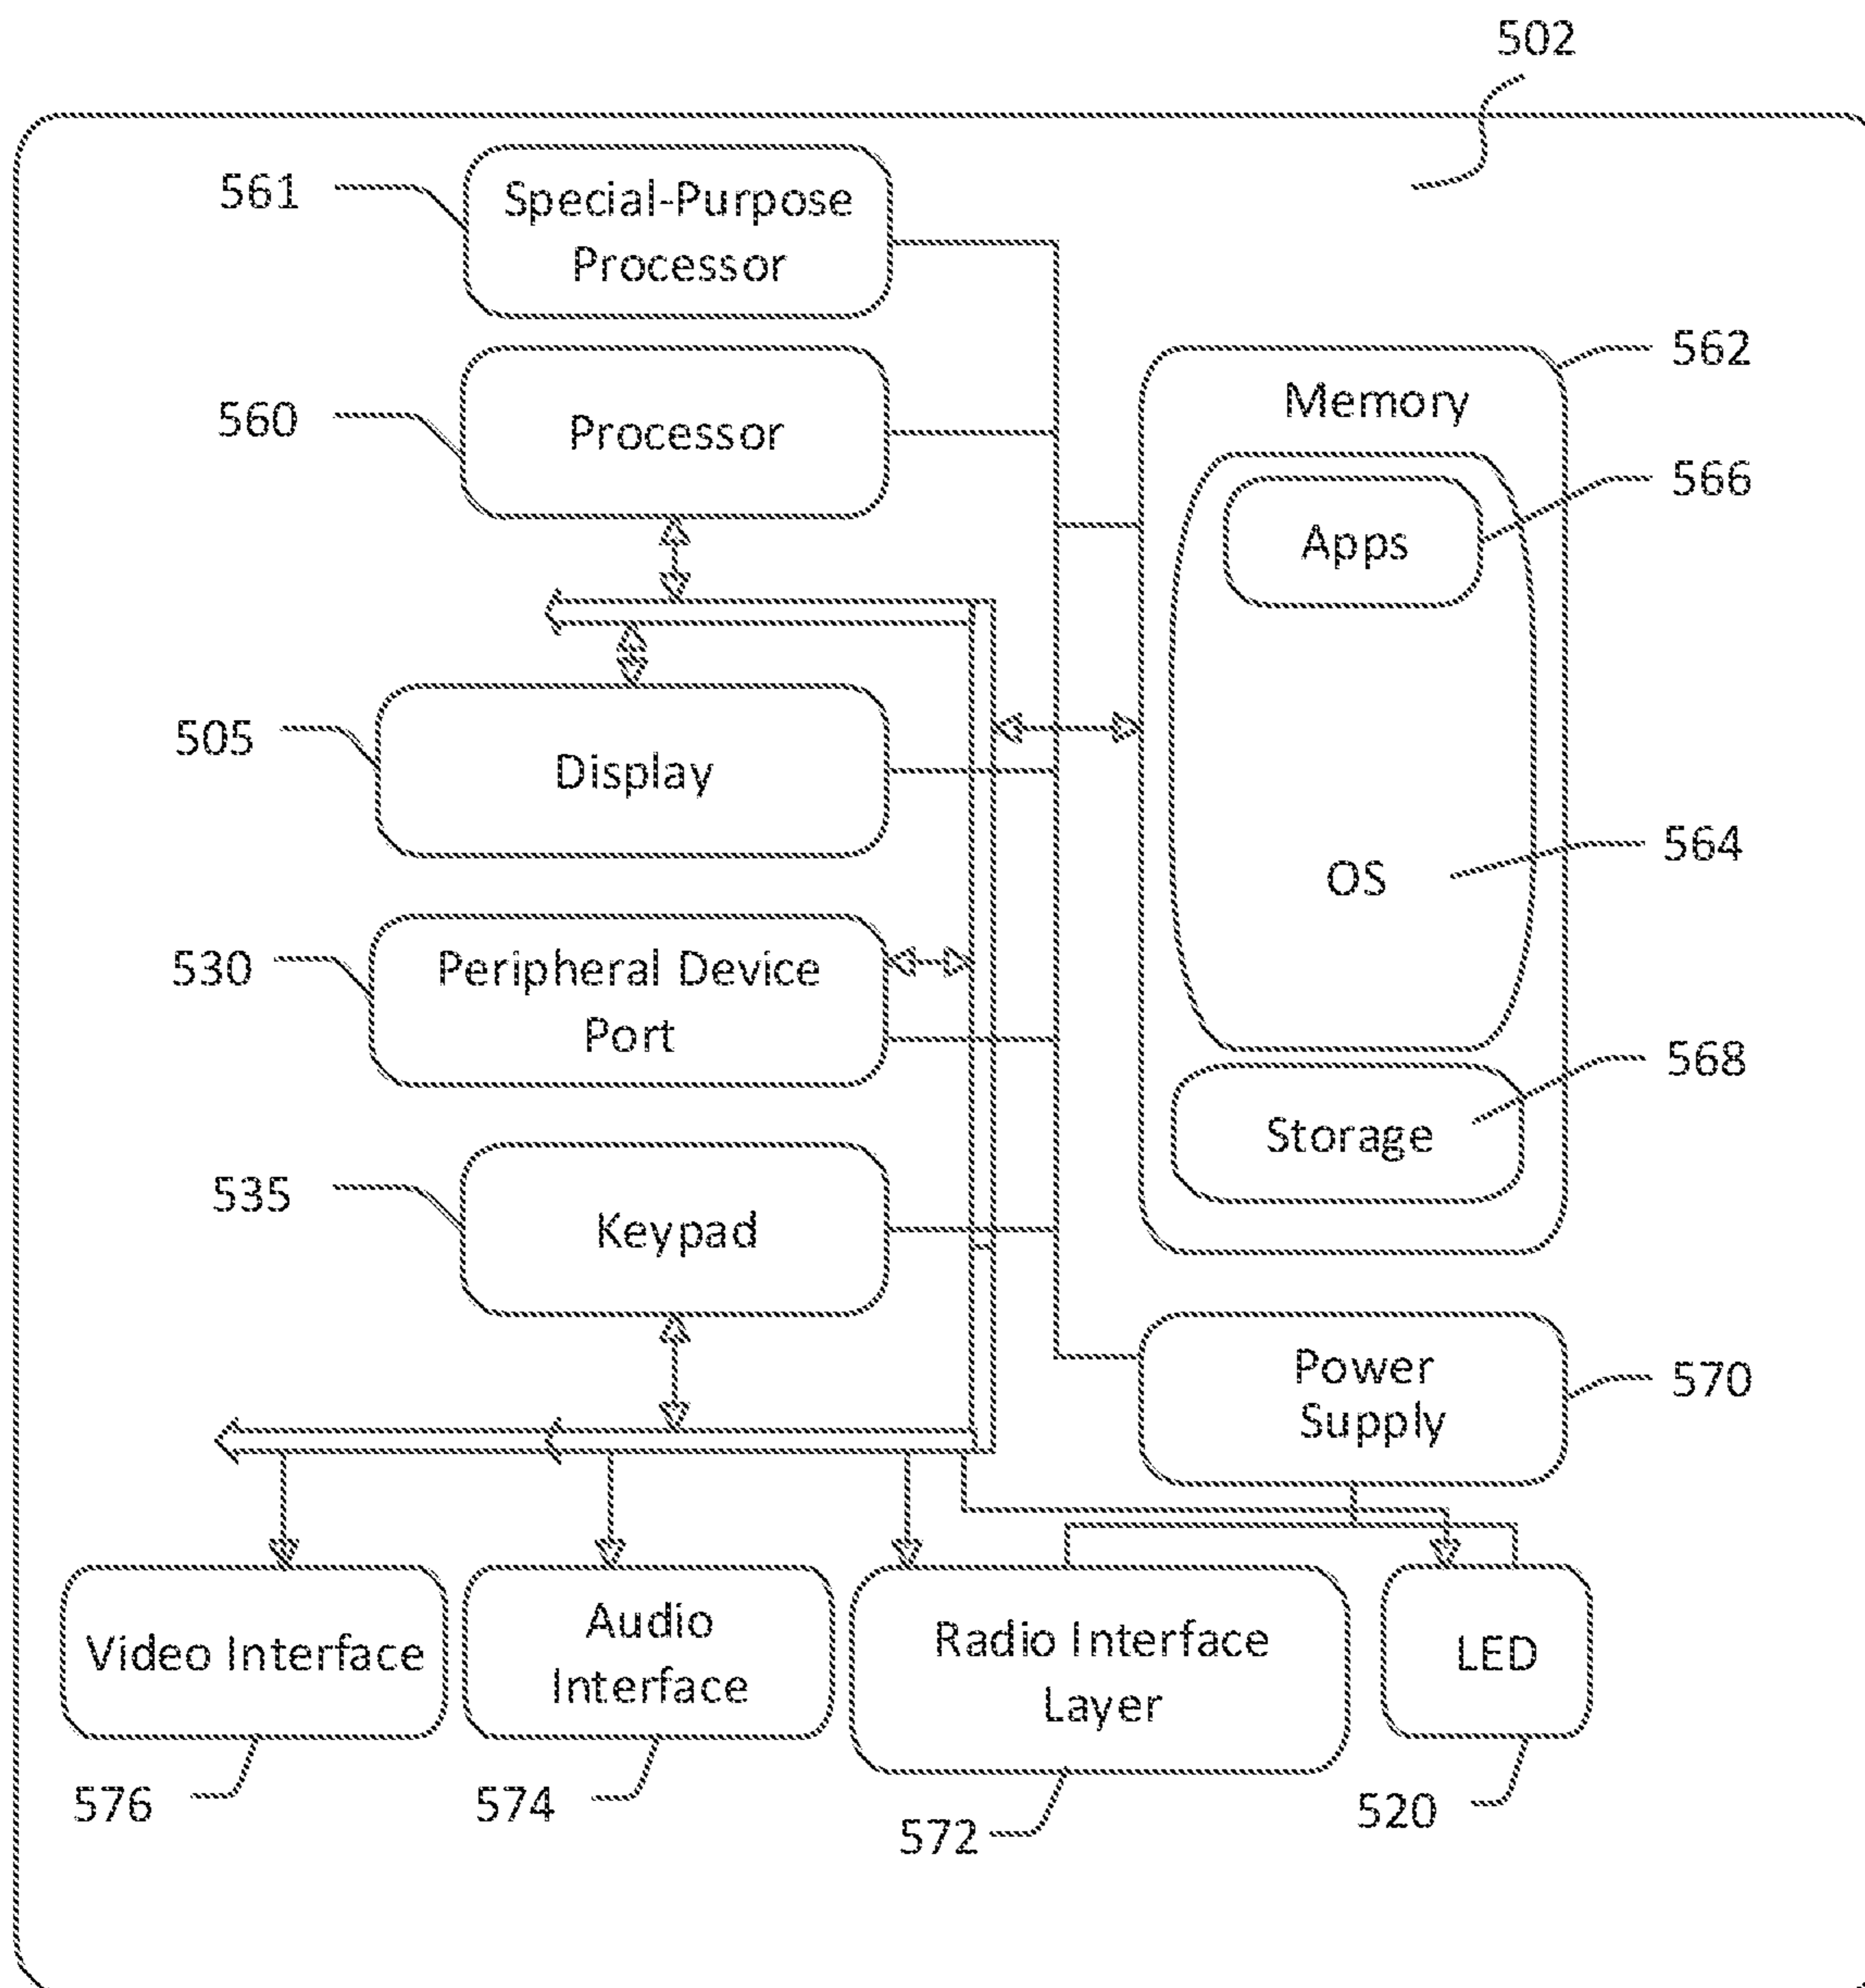 502
561
Special-Purpose
Processor
562
Memory
560
Processor
566
Apps
505
Display
564
OS
530
Peripheral Device
Port
568
Storage
535
Keypad
570
Power
Supply
Video Interface
Audio
Interface
Radio Interface
Layer
LED
576
574
572
520